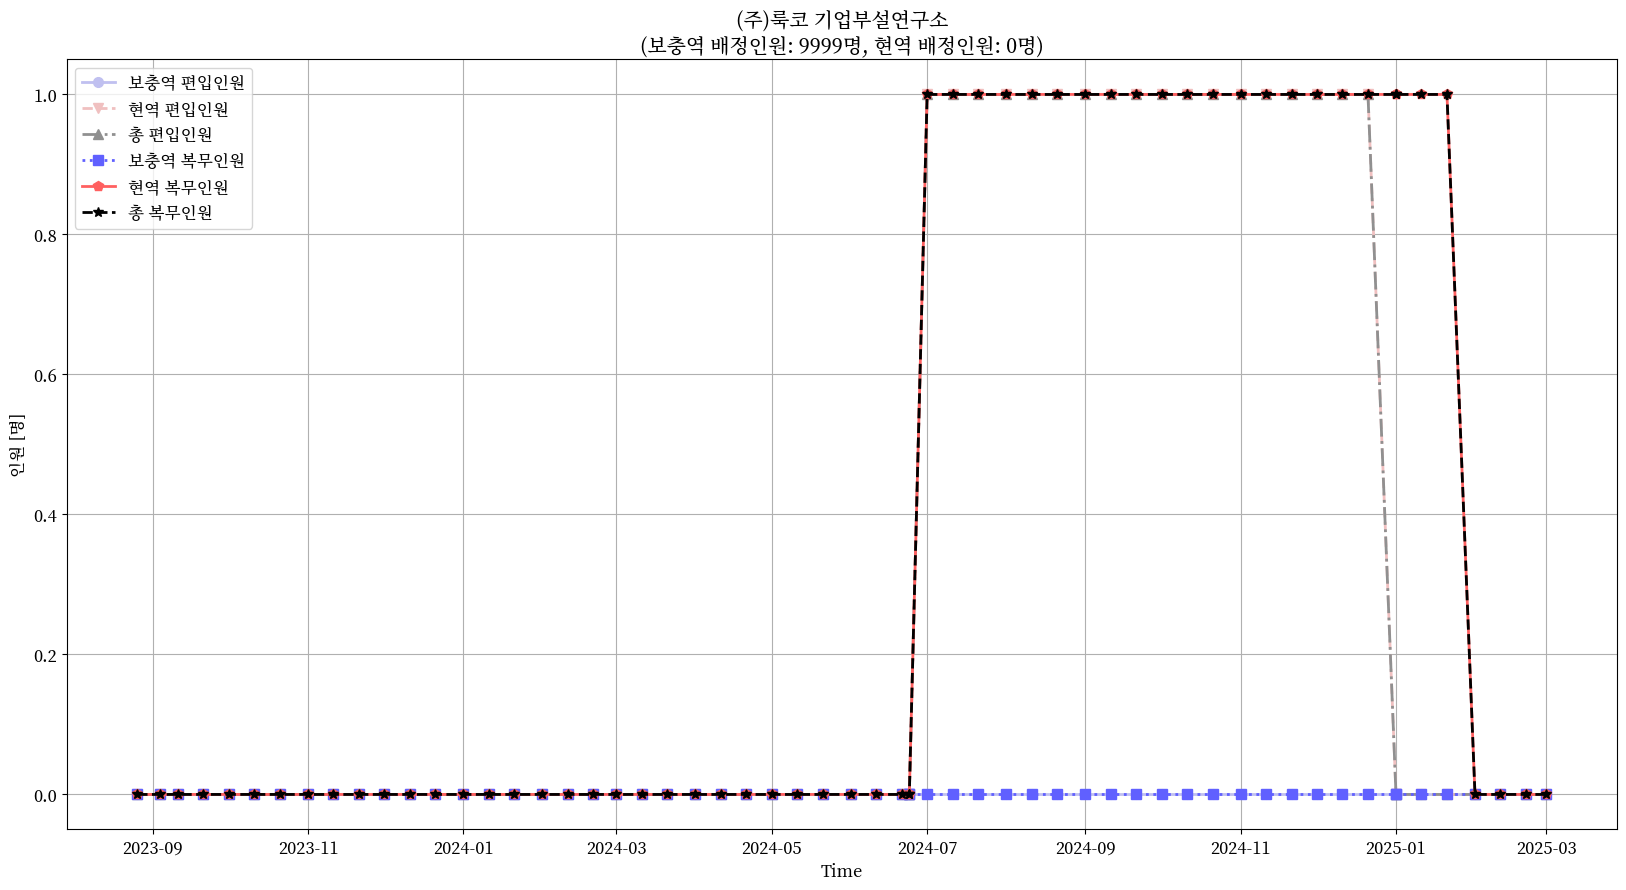 (주)룩코 기업부설연구소
(보충역 배정인원: 9999명, 현역 배정인원: 0명)
보충역 편입인원
현역 편입인원
총 편입인원
보충역 복무인원
현역 복무인원
총 복무인원
1.0
0.8
0.6
0.4
0.2
0.0
인원 [명]
2023-09
2023-11
2024-01
2024-03
2024-05
2024-07
2024-09
2024-11
2025-01
2025-03
Time